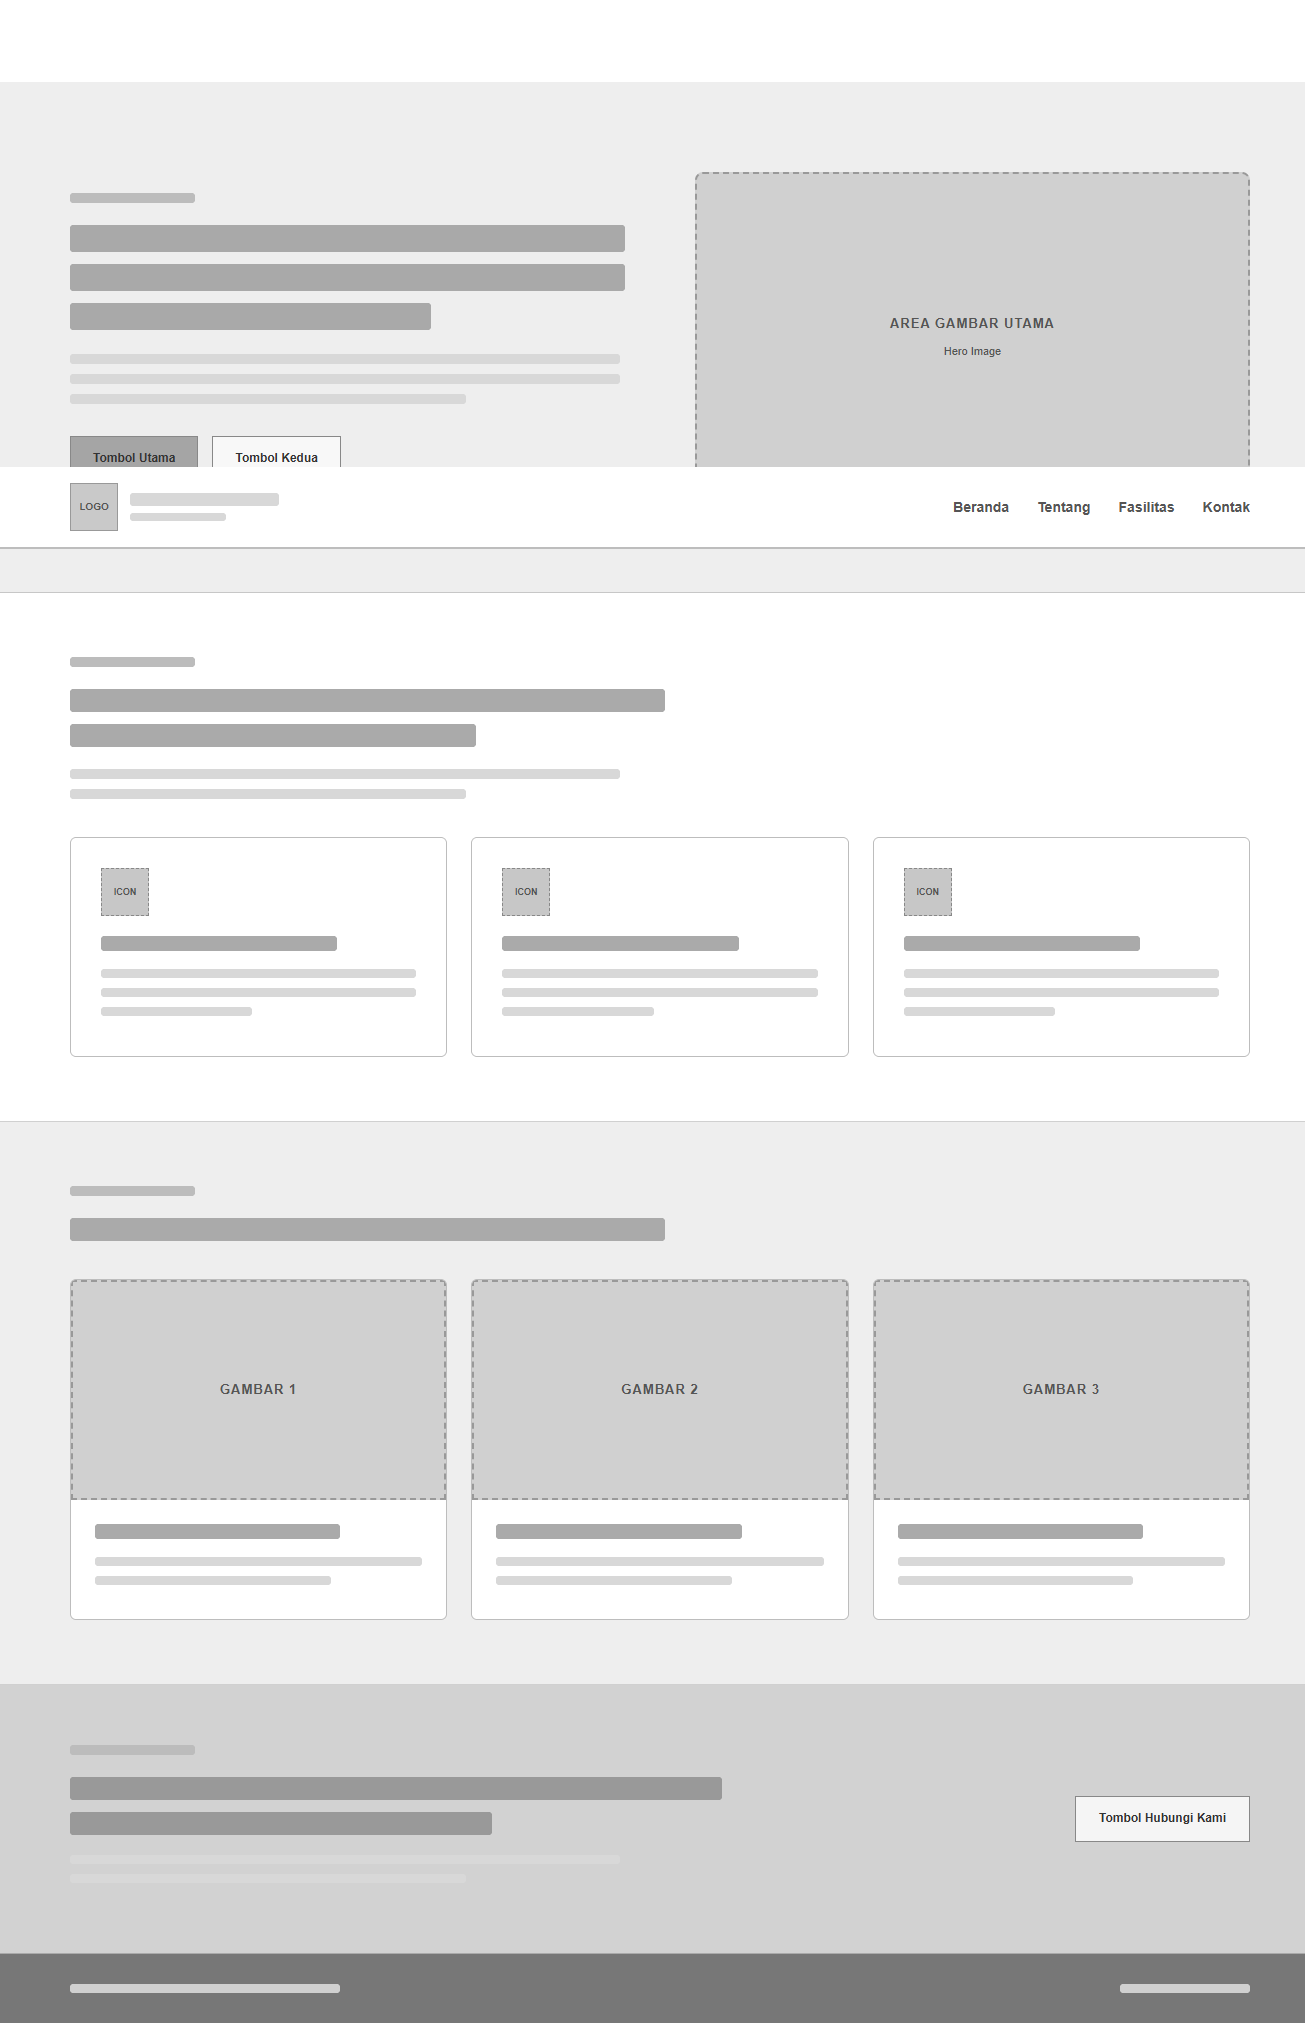 AREA GAMBAR UTAMA
Hero Image
Tombol Utama
Tombol Kedua
LOGO
Beranda
Tentang
Fasilitas
Kontak
ICON
ICON
ICON
GAMBAR 1
GAMBAR 2
GAMBAR 3
Tombol Hubungi Kami